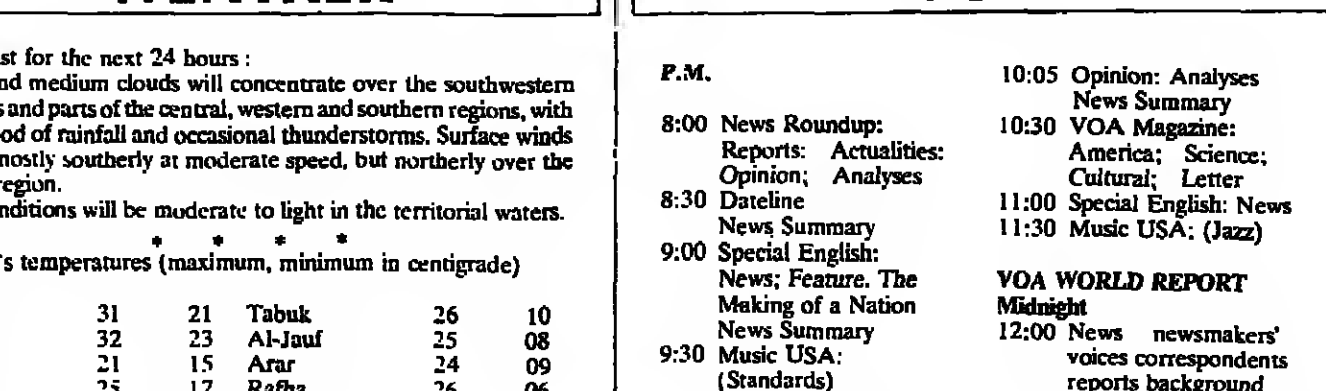 st for the next 24 hours :
nd medium clouds will concentrate over the southwestern
s and parts of the central, western and southern regions, with
od of rainfall and occasional thunderstorms. Surface winds
nostly southerly at moderate speed, but northerly over the
region.
nditions will be moderate to light in the territorial waters.
* * * *
's temperatures (maximum, minimum in centigrade)
31 21 Tabuk 26 10
32 23 Al-Jauf 25 08
21 15 Arar 24 09
25 17 Rafha 26 06
P.M.
8:00 News Roundup:
Reports: Actualities:
Opinion; Analyses
8:30 Dateline
News Summary
9:00 Special English:
News; Feature. The
Making of a Nation
News Summary
9:30 Music USA:
(Standards)
10:05 Opinion: Analyses
News Summary
10:30 VOA Magazine:
America; Science;
Cultural; Letter
11:00 Special English: News
11:30 Music USA: (Jazz)
VOA WORLD REPORT
Midnight
12:00 News newsmakers'
voices correspondents
reports background